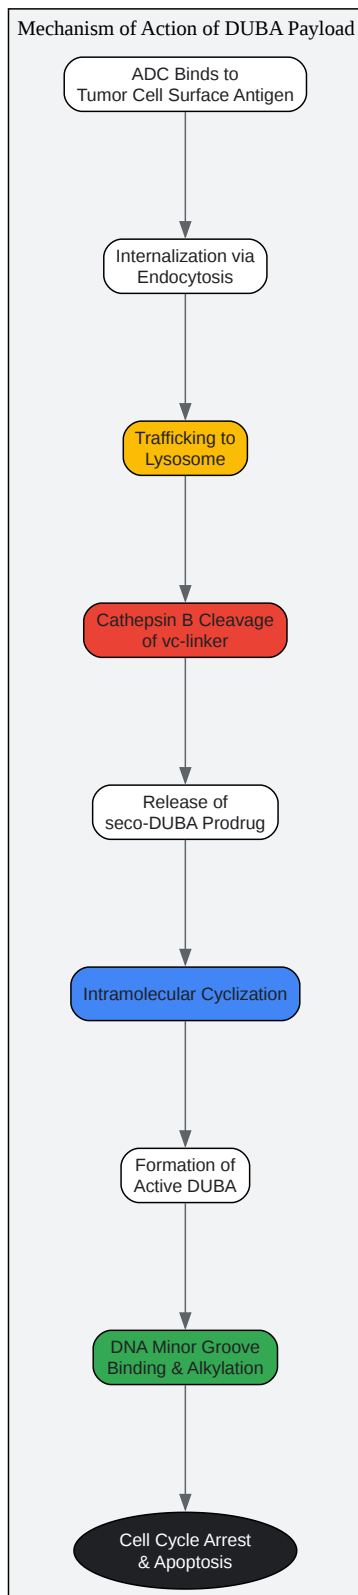 Mechanism of Action of DUBA Payload
ADC Binds to
Tumor Cell Surface Antigen
Internalization via
Endocytosis
Trafficking to
Lysosome
Cathepsin B Cleavage
of vc-linker
Release of
seco-DUBA Prodrug
Intramolecular Cyclization
Formation of
Active DUBA
DNA Minor Groove
Binding & Alkylation
Cell Cycle Arrest
& Apoptosis